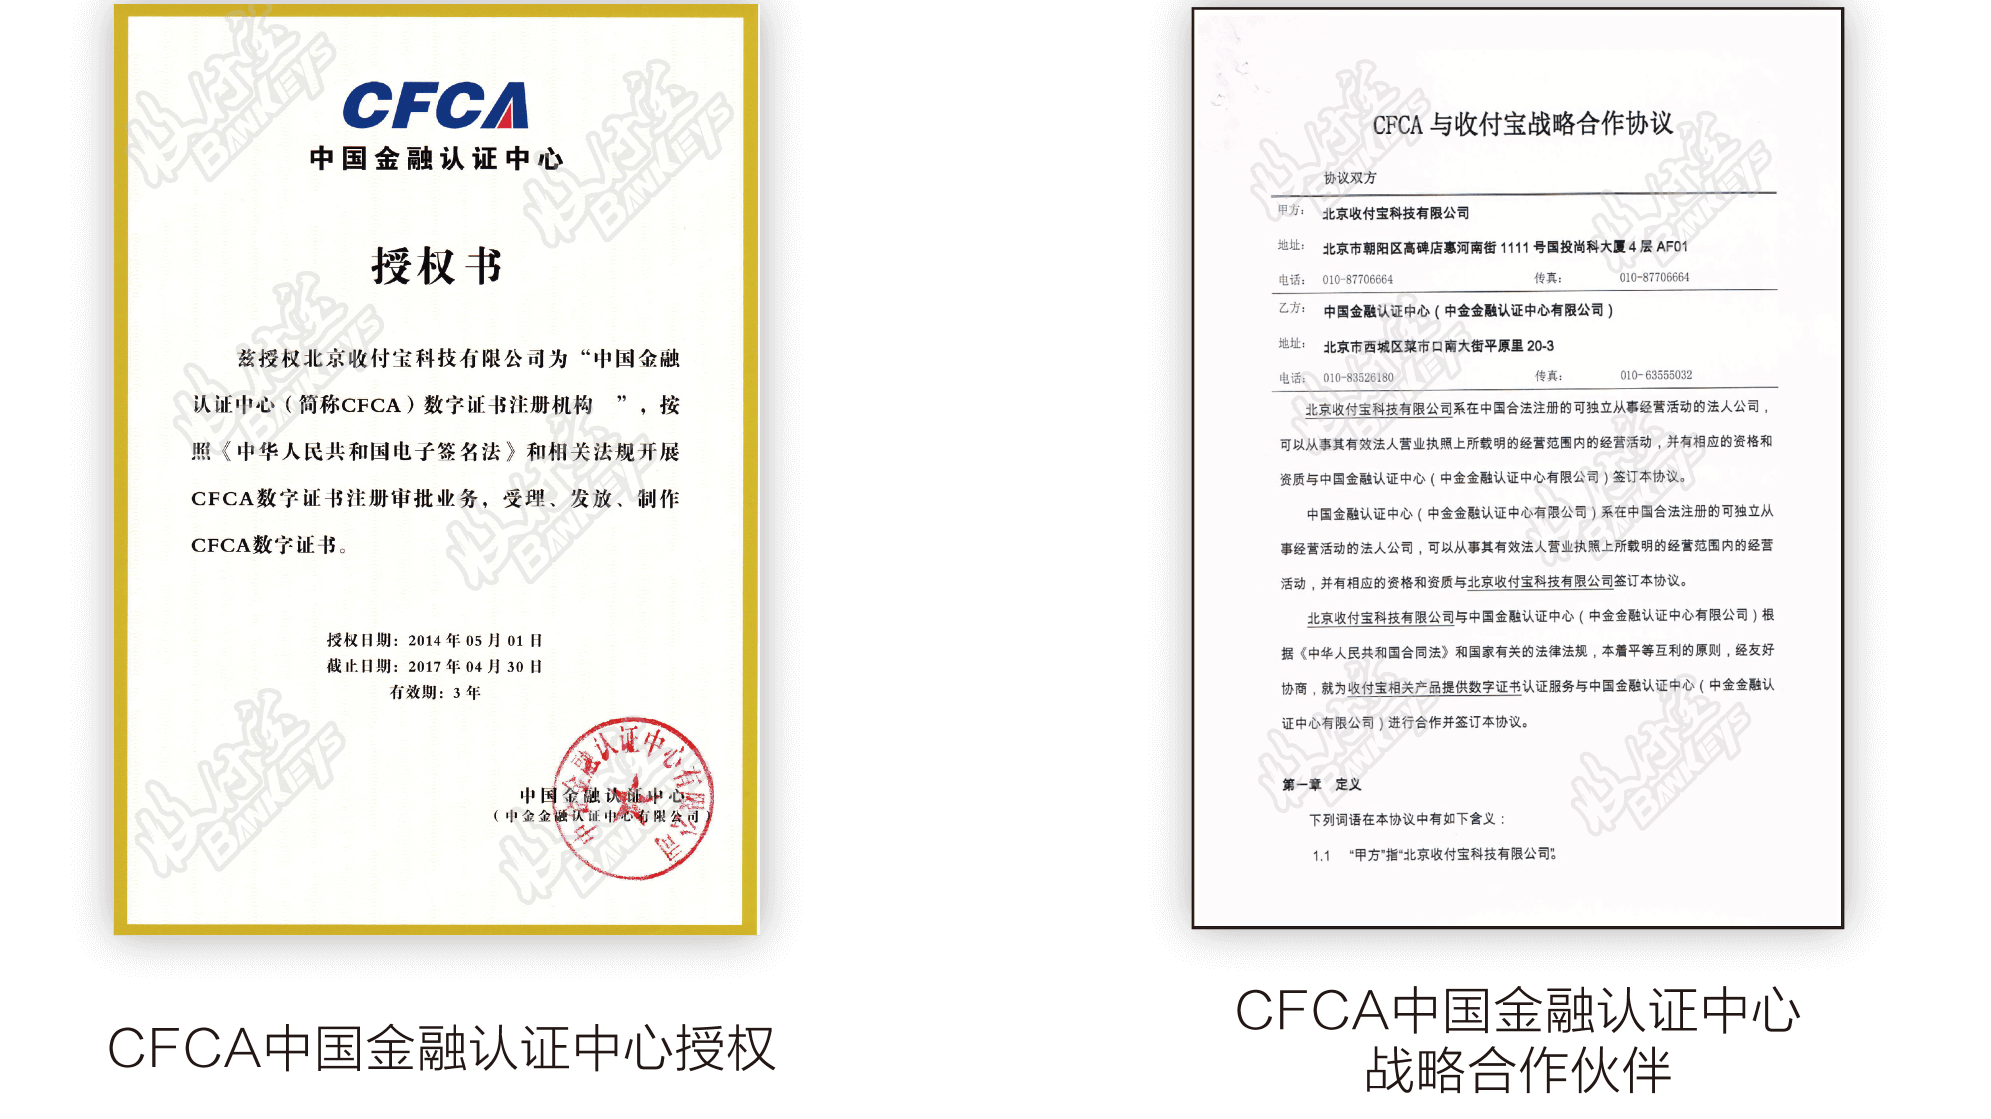 CFCA
中国金融认证中心
授权书
兹授权北京收付宝科技有限公司为“中国金融
认证中心（简称CFCA）数字证书注册机构 ”，按
照《中华人民共和国电子签名法》和相关法规开展
CFCA数字证书注册审批业务，受理、发放、制作
CFCA数字证书。
授权日期：2014 年 05 月 01 日
截止日期：2017 年 04 月 30 日
有效期：3 年
中国金融认证中心
（中金金融认证中心有限公司）
中金金融认证中心有限公司
CFCA中国金融认证中心授权
CFCA 与收付宝战略合作协议
协议双方
甲方： 北京收付宝科技有限公司
地址： 北京市朝阳区高碑店惠河南街 1111 号国投尚科大厦 4 层 AF01
电话： 010-87706664 传真： 010-87706664
乙方： 中国金融认证中心（中金金融认证中心有限公司）
地址： 北京市西城区菜市口南大街平原里 20-3
电话： 010-83526180 传真： 010-63555032
北京收付宝科技有限公司系在中国合法注册的可独立从事经营活动的法人公司，
可以从事其有效法人营业执照上所载明的经营范围内的经营活动，并有相应的资格和
资质与中国金融认证中心（中金金融认证中心有限公司）签订本协议。
中国金融认证中心（中金金融认证中心有限公司）系在中国合法注册的可独立从
事经营活动的法人公司，可以从事其有效法人营业执照上所载明的经营范围内的经营
活动，并有相应的资格和资质与北京收付宝科技有限公司签订本协议。
北京收付宝科技有限公司与中国金融认证中心（中金金融认证中心有限公司）根
据《中华人民共和国合同法》和国家有关的法律法规，本着平等互利的原则，经友好
协商，就为收付宝相关产品提供数字证书认证服务与中国金融认证中心（中金金融认
证中心有限公司）进行合作并签订本协议。
第一章 定义
下列词语在本协议中有如下含义：
1.1 “甲方”指“北京收付宝科技有限公司”。
CFCA中国金融认证中心
战略合作伙伴
BANKEYS